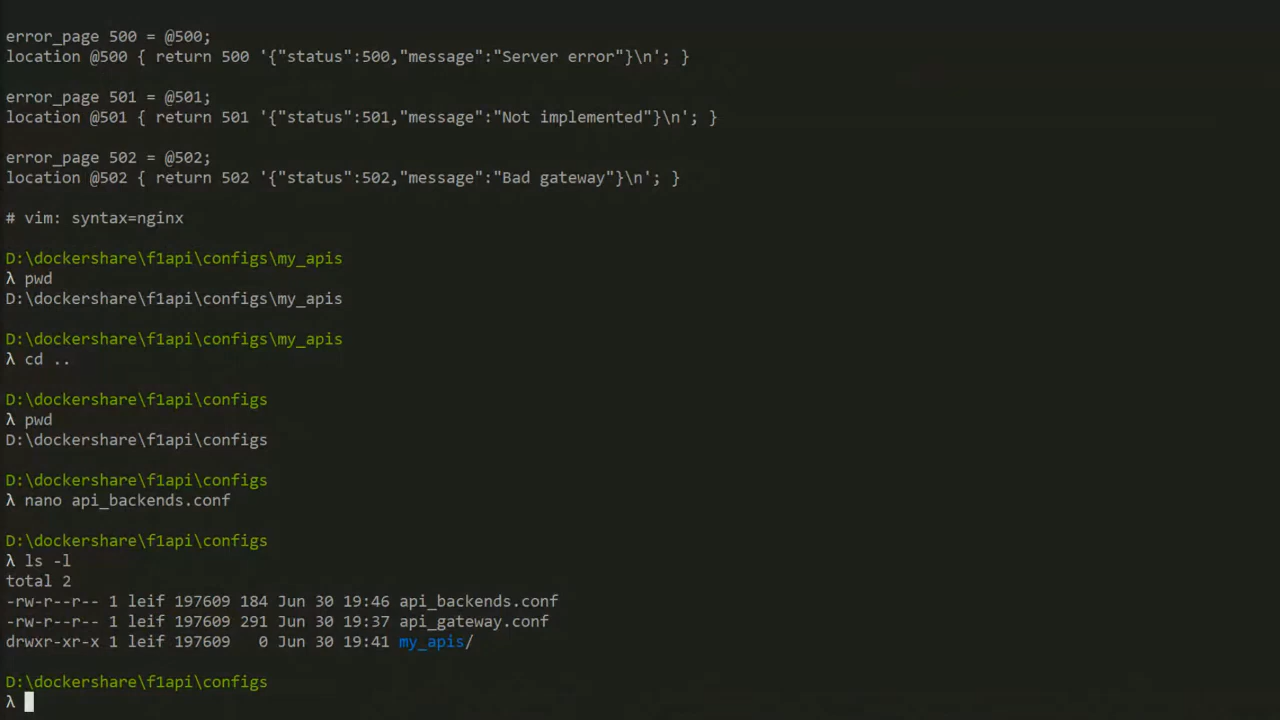 error_page 500 = @500;
location @500 { return 500 '{"status":500,"message":"Server error"}\n'; }
error_page 501 = @501;
location @501 { return 501 '{"status":501,"message":"Not implemented"}\n'; }
error_page 502 = @502;
location @502 { return 502 '{"status":502,"message":"Bad gateway"}\n'; }
# vim: syntax=nginx
D:\dockershare\f1api\configs\my_apis
λ pwd
D:\dockershare\f1api\configs\my_apis
D:\dockershare\f1api\configs\my_apis
λ cd ..
D:\dockershare\f1api\configs
λ pwd
D:\dockershare\f1api\configs
D:\dockershare\f1api\configs
λ nano api_backends.conf
D:\dockershare\f1api\configs
λ ls -l
total 2
-rw-r--r-- 1 leif 197609 184 Jun 30 19:46 api_backends.conf
-rw-r--r-- 1 leif 197609 291 Jun 30 19:37 api_gateway.conf
drwxr-xr-x 1 leif 197609   0 Jun 30 19:41 my_apis/
D:\dockershare\f1api\configs
λ